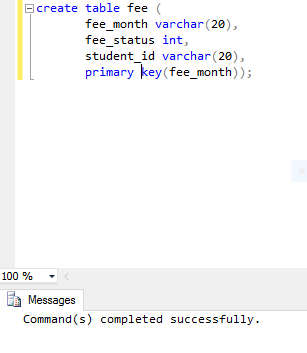 create table fee (
fee_month varchar(20),
fee_status int,
student_id varchar(20),
primary key(fee_month));
100 %
Messages
Command(s) completed successfully.